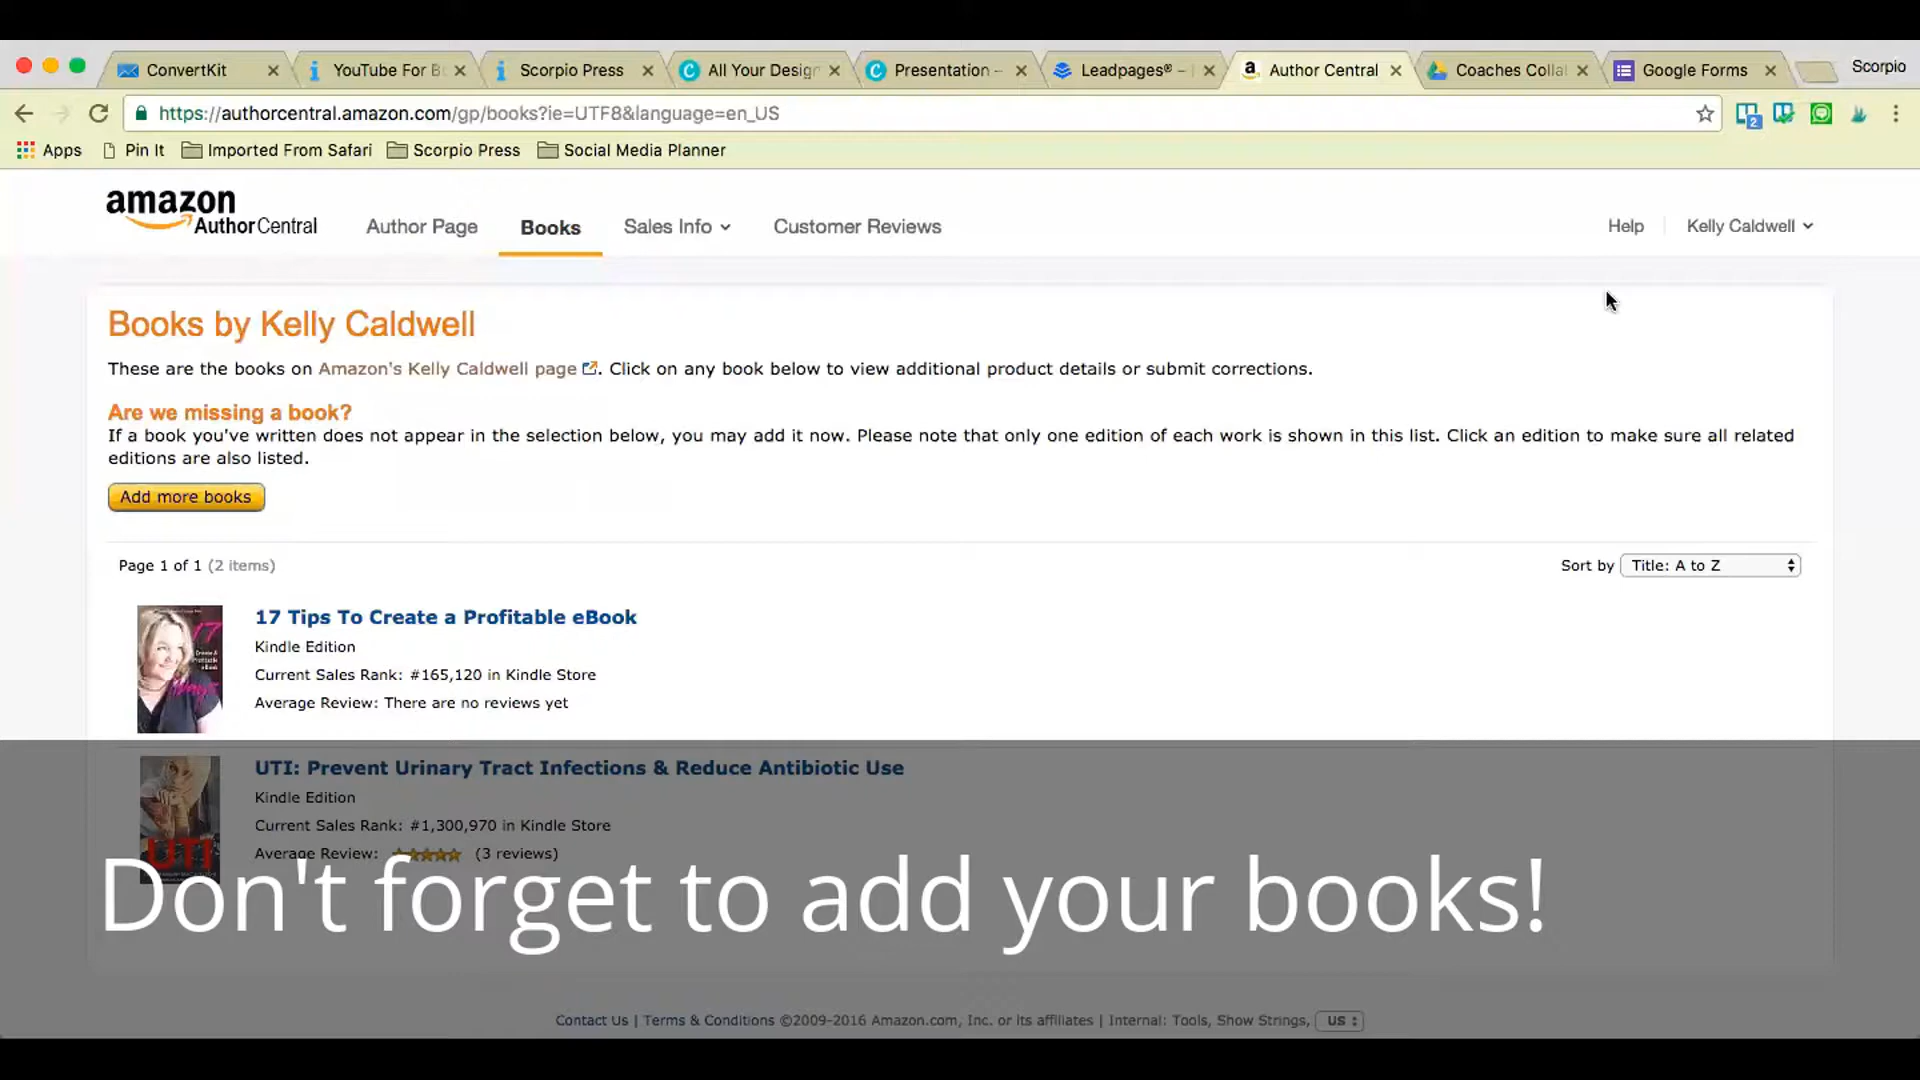 ConvertKit
YouTube For B
Scorpio Press
All Your Desig
Presentation -
Leadpages® –
Author Central
Coaches Colla
Google Forms
Scorpio
https://authorcentral.amazon.com/gp/books?ie=UTF8&language=en_US
2
Apps Pin It Imported From Safari Scorpio Press Social Media Planner
amazon
AuthorCentral
Author Page Books Sales Info Customer Reviews
Help Kelly Caldwell
Books by Kelly Caldwell
These are the books on Amazon's Kelly Caldwell page. Click on any book below to view additional product details or submit corrections.
Are we missing a book?
If a book you've written does not appear in the selection below, you may add it now. Please note that only one edition of each work is shown in this list. Click an edition to make sure all related
editions are also listed.
Add more books
Page 1 of 1 (2 items)
Sort by Title: A to Z
17
17 Tips To Create a Profitable eBook
Kindle Edition
Current Sales Rank: #165,120 in Kindle Store
Average Review: There are no reviews yet
UTI
UTI: Prevent Urinary Tract Infections & Reduce Antibiotic Use
Kindle Edition
Current Sales Rank: #1,300,970 in Kindle Store
Average Review: (3 reviews)
Don't forget to add your books!
Contact Us | Terms & Conditions ©2009-2016 Amazon.com, Inc. or its affiliates | Internal: Tools, Show Strings, US